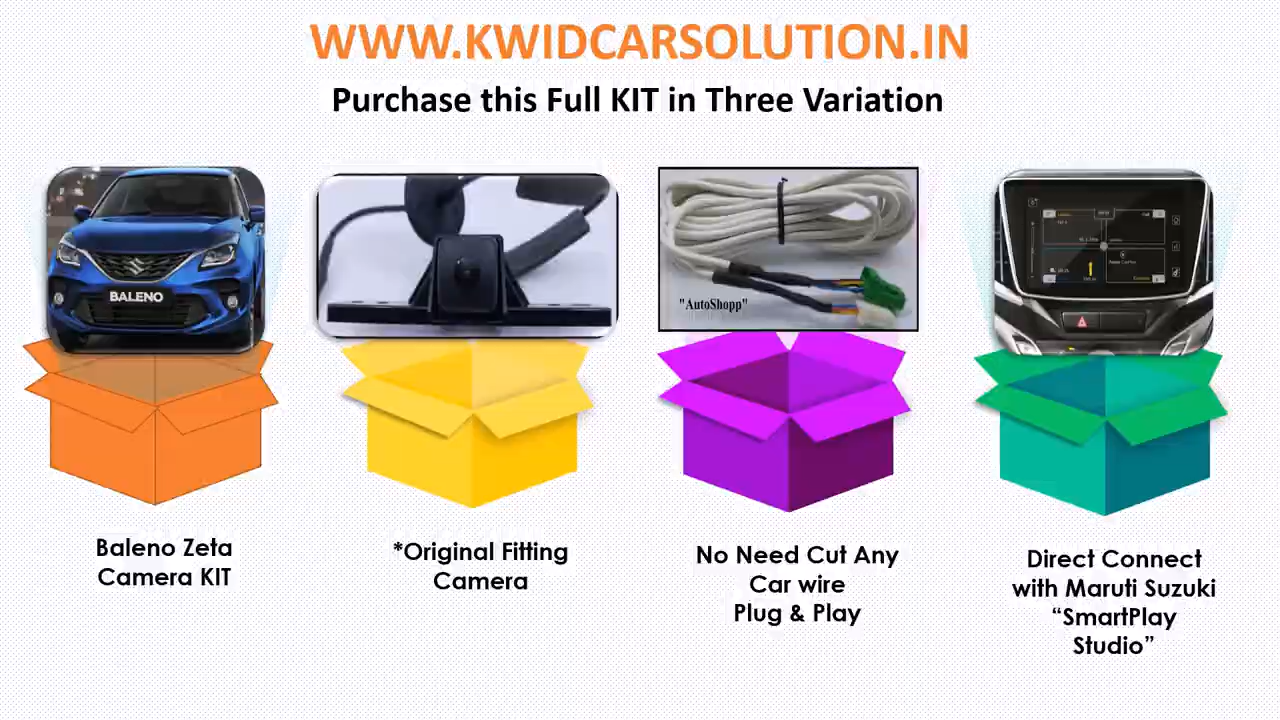 WWW.KWIDCARSOLUTION.IN
Purchase this Full KIT in Three Variation
BALENO
"AutoShopp"
Baleno Zeta
Camera KIT
*Original Fitting
Camera
No Need Cut Any
Car wire
Plug & Play
Direct Connect
with Maruti Suzuki
“SmartPlay
Studio”